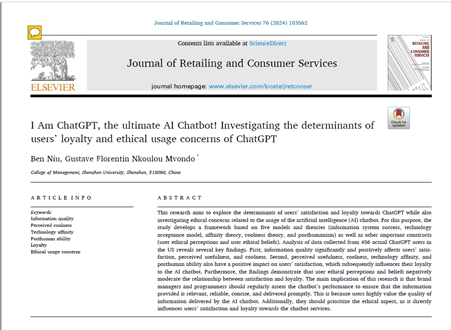 Journal of Retailing and Consumer Services 76 (2024) 103562
Contents lists available at ScienceDirect
Journal of Retailing and Consumer Services
journal homepage: www.elsevier.com/locate/jretconser
ELSEVIER
RETAILING
AND
CONSUMER
SERVICES
Check for
updates
I Am ChatGPT, the ultimate AI Chatbot! Investigating the determinants of
users' loyalty and ethical usage concerns of ChatGPT
Ben Niu, Gustave Florentin Nkoulou Mvondo *
College of Management, Shenzhen University, Shenzhen, 518060, China
ARTICLE INFO
Keywords:
Information quality
Perceived coolness
Technology affinity
Posthuman ability
Loyalty
Ethical usage concerns
ABSTRACT
This research aims to explore the determinants of users' satisfaction and loyalty towards ChatGPT while also
investigating ethical concerns related to the usage of the artificial intelligence (AI) chatbot. For this purpose, the
study develops a framework based on five models and theories (information system success, technology
acceptance model, affinity theory, coolness theory, and posthumanism) as well as other important constructs
(user ethical perceptions and user ethical beliefs). Analysis of data collected from 456 actual ChatGPT users in
the US reveals several key findings. First, information quality significantly and positively affects users' satis-
faction, perceived usefulness, and coolness. Second, perceived usefulness, coolness, technology affinity, and
posthuman ability also have a positive impact on users' satisfaction, which subsequently influences their loyalty
to the AI chatbot. Furthermore, the findings demonstrate that user ethical perceptions and beliefs negatively
moderate the relationship between satisfaction and loyalty. The main implication of this research is that brand
managers and programmers should regularly assess the chatbot's performance to ensure that the information
provided is relevant, reliable, concise, and delivered promptly. This is because users highly value the quality of
information delivered by the AI chatbot. Additionally, they should prioritise the ethical aspect, as it directly
influences users' satisfaction and loyalty towards the chatbot services.